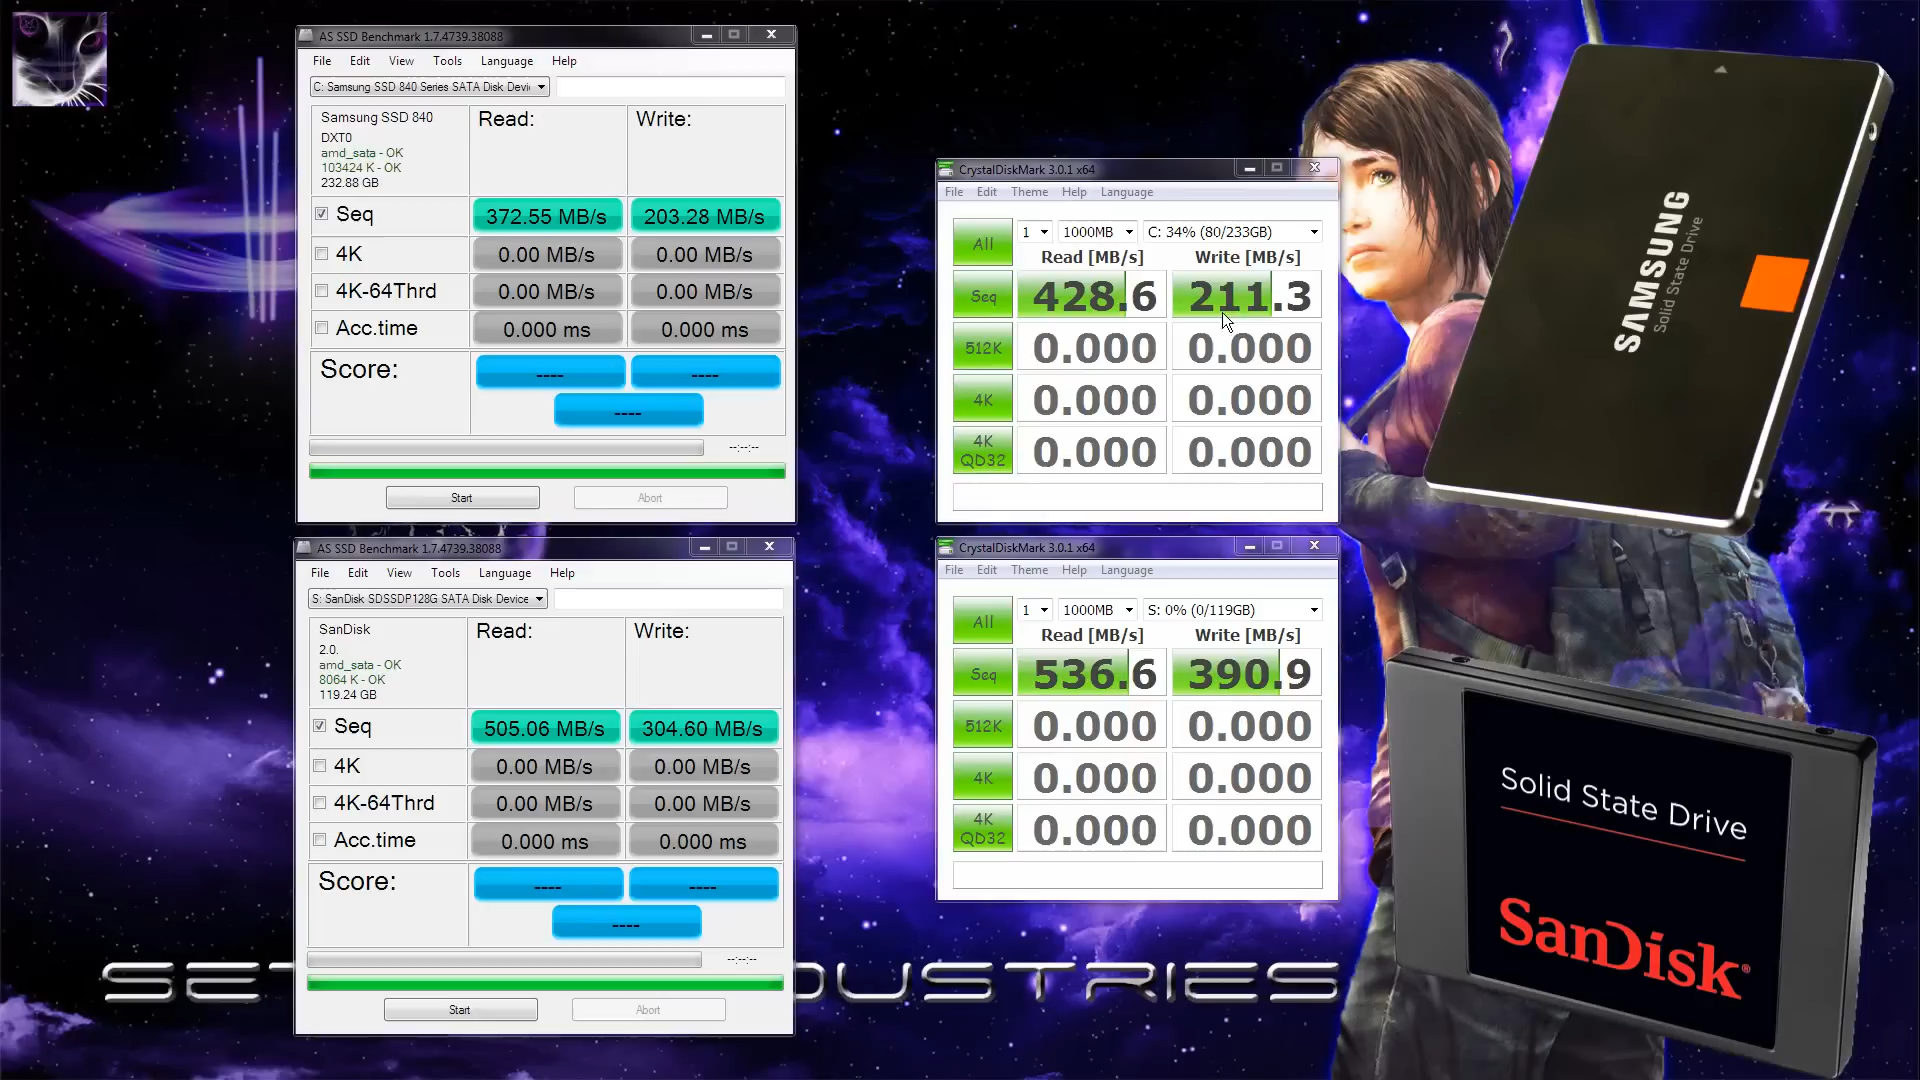 AS SSD Benchmark 1.7.4739.38088
File Edit View Tools Language Help
C: Samsung SSD 840 Series SATA Disk Devi
Samsung SSD 840
DXT0
amd_sata - OK
103424 K - OK
232.88 GB
Read:
Write:
Seq
372.55 MB/s
203.28 MB/s
4K
0.00 MB/s
0.00 MB/s
4K-64Thrd
0.00 MB/s
0.00 MB/s
Acc.time
0.000 ms
0.000 ms
Score:
----
----
----
--:--:--
Start
Abort
CrystalDiskMark 3.0.1 x64
File Edit Theme Help Language
All
1
1000MB
C: 34% (80/233GB)
Read [MB/s]
Write [MB/s]
Seq
428.6
211.3
512K
0.000
0.000
4K
0.000
0.000
4K
QD32
0.000
0.000
SAMSUNG
Solid State Drive
AS SSD Benchmark 1.7.4739.38088
File Edit View Tools Language Help
S: SanDisk SDSSDP128G SATA Disk Device
SanDisk
2.0.
amd_sata - OK
8064 K - OK
119.24 GB
Read:
Write:
Seq
505.06 MB/s
304.60 MB/s
4K
0.00 MB/s
0.00 MB/s
4K-64Thrd
0.00 MB/s
0.00 MB/s
Acc.time
0.000 ms
0.000 ms
Score:
----
----
----
--:--:--
Start
Abort
CrystalDiskMark 3.0.1 x64
File Edit Theme Help Language
All
1
1000MB
S: 0% (0/119GB)
Read [MB/s]
Write [MB/s]
Seq
536.6
390.9
512K
0.000
0.000
4K
0.000
0.000
4K
QD32
0.000
0.000
Solid State Drive
SanDisk®